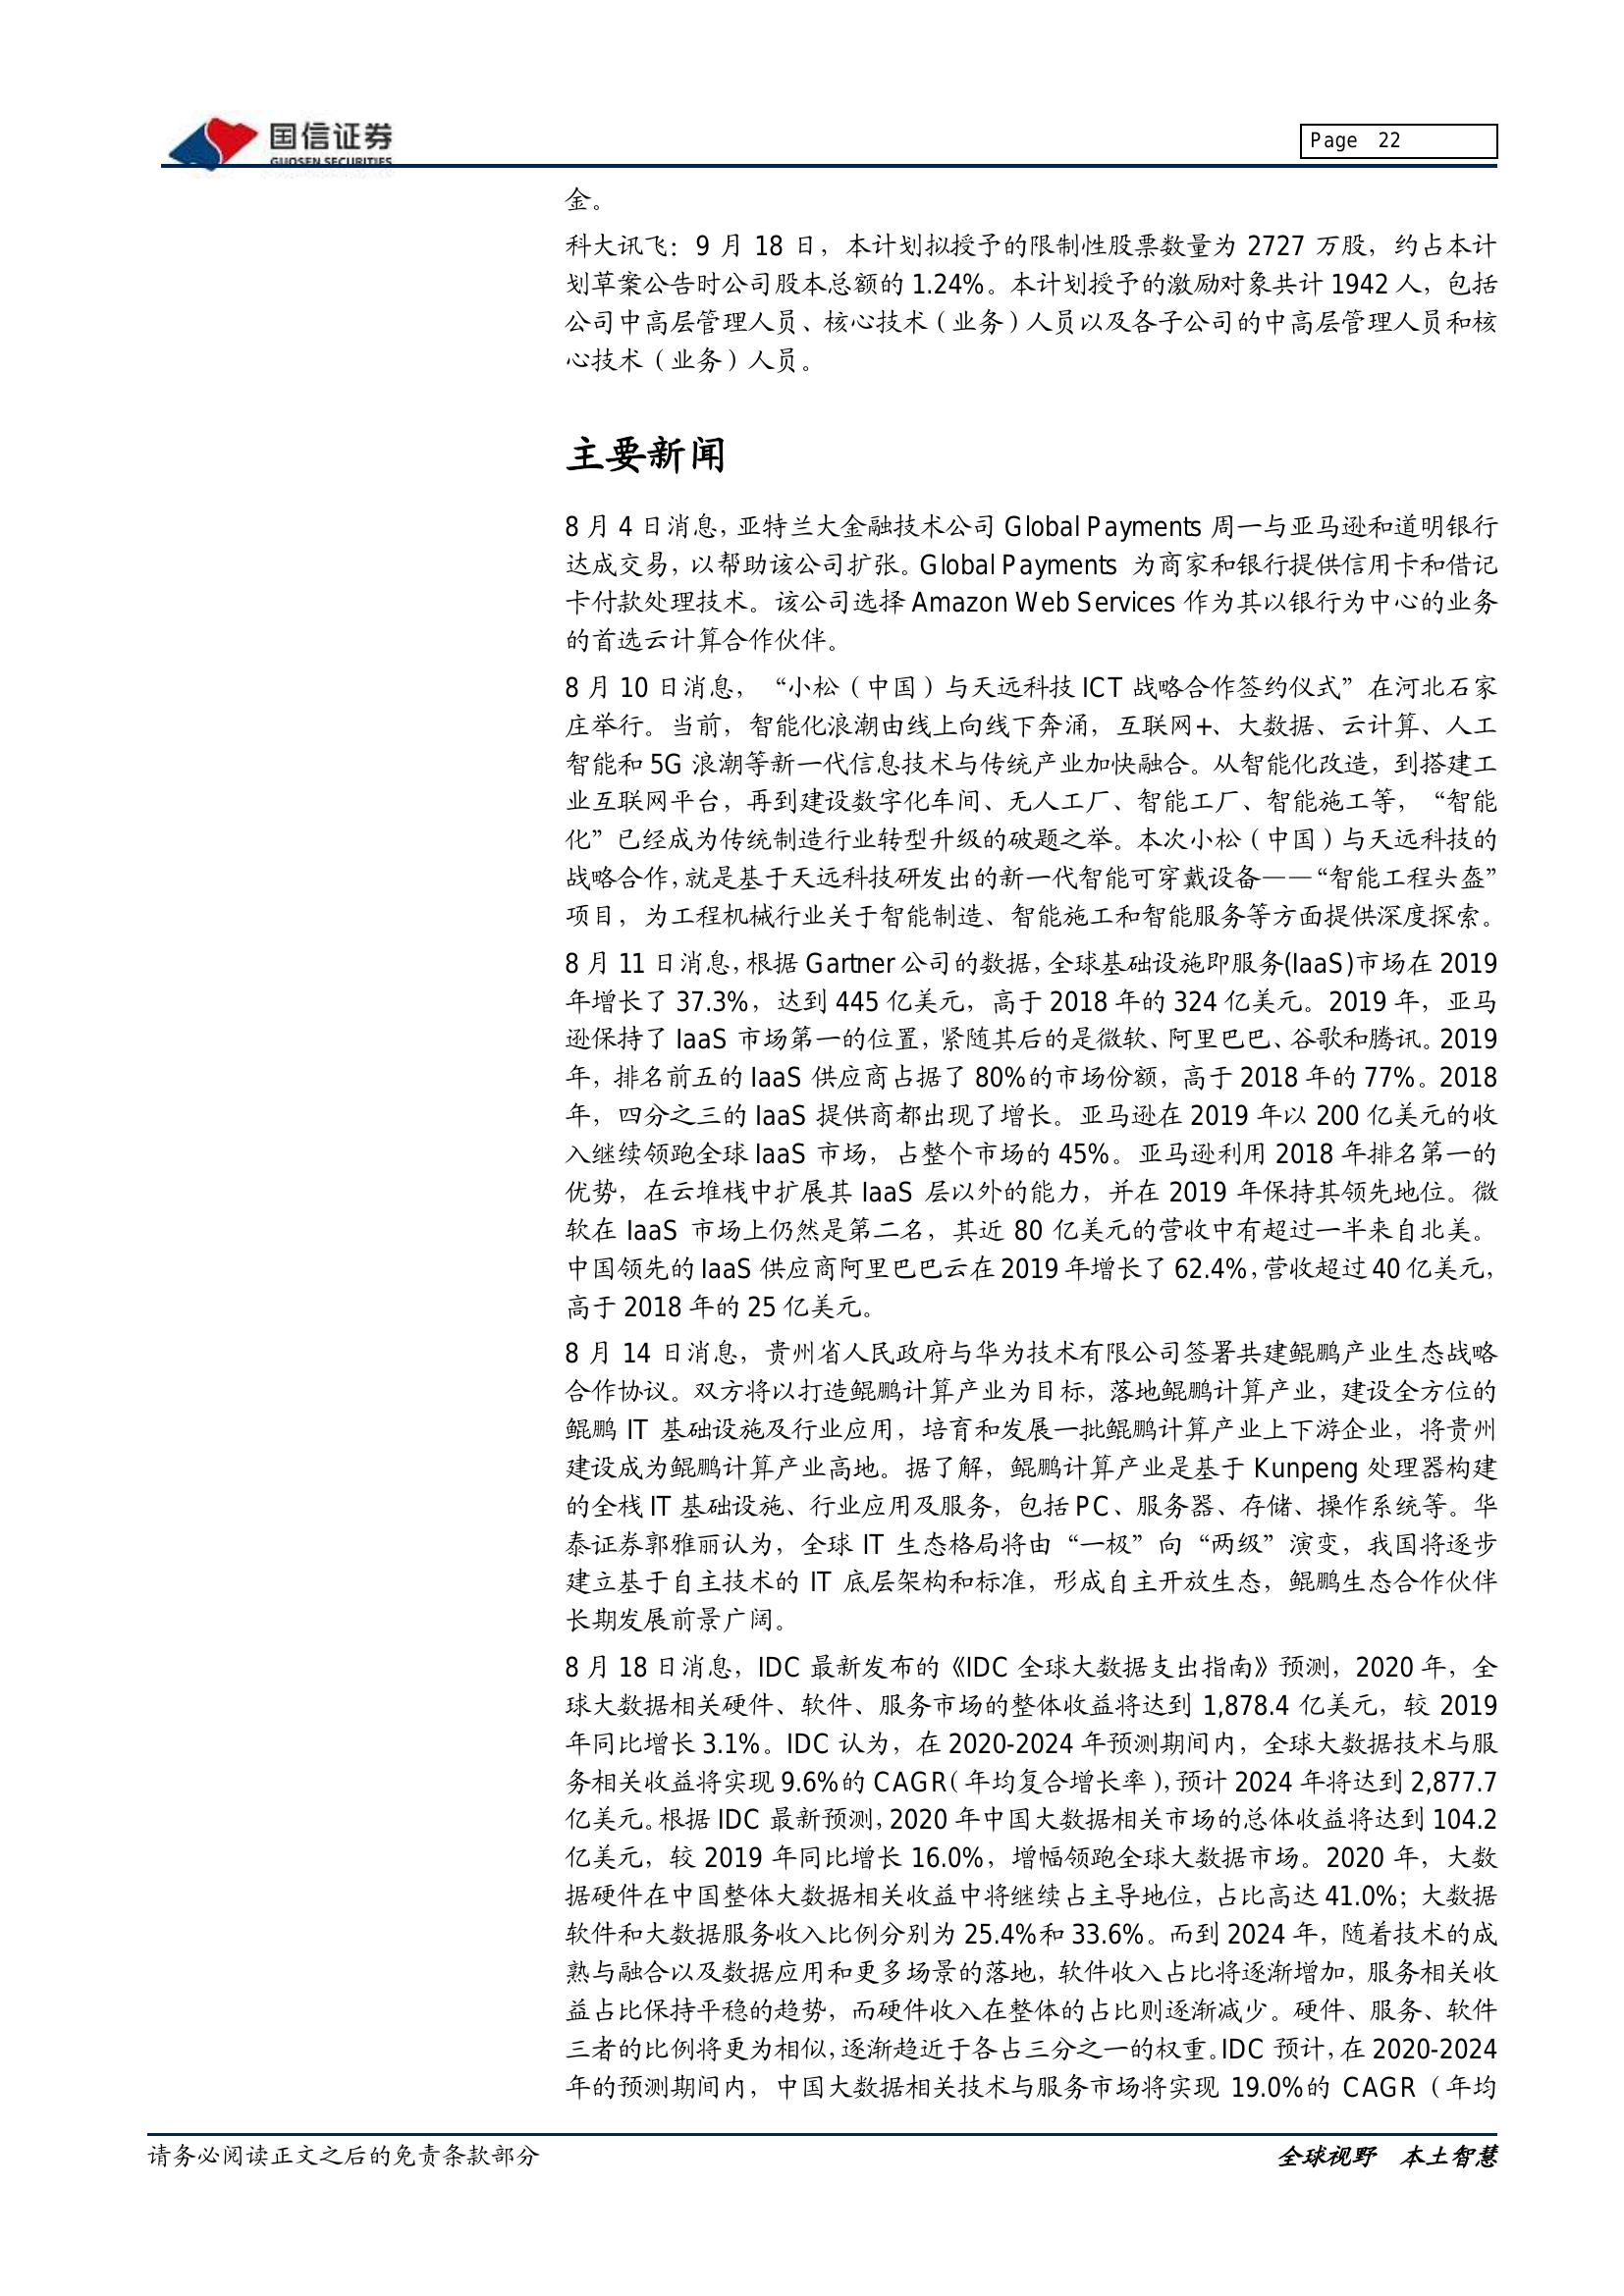 国信证券
GUOSEN SECURITIES
Page 22
金。
科大讯飞：9 月 18 日，本计划拟授予的限制性股票数量为 2727 万股，约占本计
划草案公告时公司股本总额的 1.24%。本计划授予的激励对象共计 1942 人，包括
公司中高层管理人员、核心技术（业务）人员以及各子公司的中高层管理人员和核
心技术（业务）人员。
主要新闻
8 月 4 日消息，亚特兰大金融技术公司 Global Payments 周一与亚马逊和道明银行
达成交易，以帮助该公司扩张。Global Payments 为商家和银行提供信用卡和借记
卡付款处理技术。该公司选择 Amazon Web Services 作为其以银行为中心的业务
的首选云计算合作伙伴。
8 月 10 日消息，“小松（中国）与天远科技 ICT 战略合作签约仪式”在河北石家
庄举行。当前，智能化浪潮由线上向线下奔涌，互联网+、大数据、云计算、人工
智能和 5G 浪潮等新一代信息技术与传统产业加快融合。从智能化改造，到搭建工
业互联网平台，再到建设数字化车间、无人工厂、智能工厂、智能施工等，“智能
化”已经成为传统制造行业转型升级的破题之举。本次小松（中国）与天远科技的
战略合作，就是基于天远科技研发出的新一代智能可穿戴设备——“智能工程头盔”
项目，为工程机械行业关于智能制造、智能施工和智能服务等方面提供深度探索。
8 月 11 日消息，根据 Gartner 公司的数据，全球基础设施即服务(IaaS)市场在 2019
年增长了 37.3%，达到 445 亿美元，高于 2018 年的 324 亿美元。2019 年，亚马
逊保持了 IaaS 市场第一的位置，紧随其后的是微软、阿里巴巴、谷歌和腾讯。2019
年，排名前五的 IaaS 供应商占据了 80%的市场份额，高于 2018 年的 77%。2018
年，四分之三的 IaaS 提供商都出现了增长。亚马逊在 2019 年以 200 亿美元的收
入继续领跑全球 IaaS 市场，占整个市场的 45%。亚马逊利用 2018 年排名第一的
优势，在云堆栈中扩展其 IaaS 层以外的能力，并在 2019 年保持其领先地位。微
软在 IaaS 市场上仍然是第二名，其近 80 亿美元的营收中有超过一半来自北美。
中国领先的 IaaS 供应商阿里巴巴云在 2019 年增长了 62.4%，营收超过 40 亿美元，
高于 2018 年的 25 亿美元。
8 月 14 日消息，贵州省人民政府与华为技术有限公司签署共建鲲鹏产业生态战略
合作协议。双方将以打造鲲鹏计算产业为目标，落地鲲鹏计算产业，建设全方位的
鲲鹏 IT 基础设施及行业应用，培育和发展一批鲲鹏计算产业上下游企业，将贵州
建设成为鲲鹏计算产业高地。据了解，鲲鹏计算产业是基于 Kunpeng 处理器构建
的全栈 IT 基础设施、行业应用及服务，包括 PC、服务器、存储、操作系统等。华
泰证券郭雅丽认为，全球 IT 生态格局将由“一极”向“两级”演变，我国将逐步
建立基于自主技术的 IT 底层架构和标准，形成自主开放生态，鲲鹏生态合作伙伴
长期发展前景广阔。
8 月 18 日消息，IDC 最新发布的《IDC 全球大数据支出指南》预测，2020 年，全
球大数据相关硬件、软件、服务市场的整体收益将达到 1,878.4 亿美元，较 2019
年同比增长 3.1%。IDC 认为，在 2020-2024 年预测期间内，全球大数据技术与服
务相关收益将实现 9.6%的 CAGR（年均复合增长率），预计 2024 年将达到 2,877.7
亿美元。根据 IDC 最新预测，2020 年中国大数据相关市场的总体收益将达到 104.2
亿美元，较 2019 年同比增长 16.0%，增幅领跑全球大数据市场。2020 年，大数
据硬件在中国整体大数据相关收益中将继续占主导地位，占比高达 41.0%；大数据
软件和大数据服务收入比例分别为 25.4%和 33.6%。而到 2024 年，随着技术的成
熟与融合以及数据应用和更多场景的落地，软件收入占比将逐渐增加，服务相关收
益占比保持平稳的趋势，而硬件收入在整体的占比则逐渐减少。硬件、服务、软件
三者的比例将更为相似，逐渐趋近于各占三分之一的权重。IDC 预计，在 2020-2024
年的预测期间内，中国大数据相关技术与服务市场将实现 19.0%的 CAGR（年均
请务必阅读正文之后的免责条款部分
全球视野 本土智慧